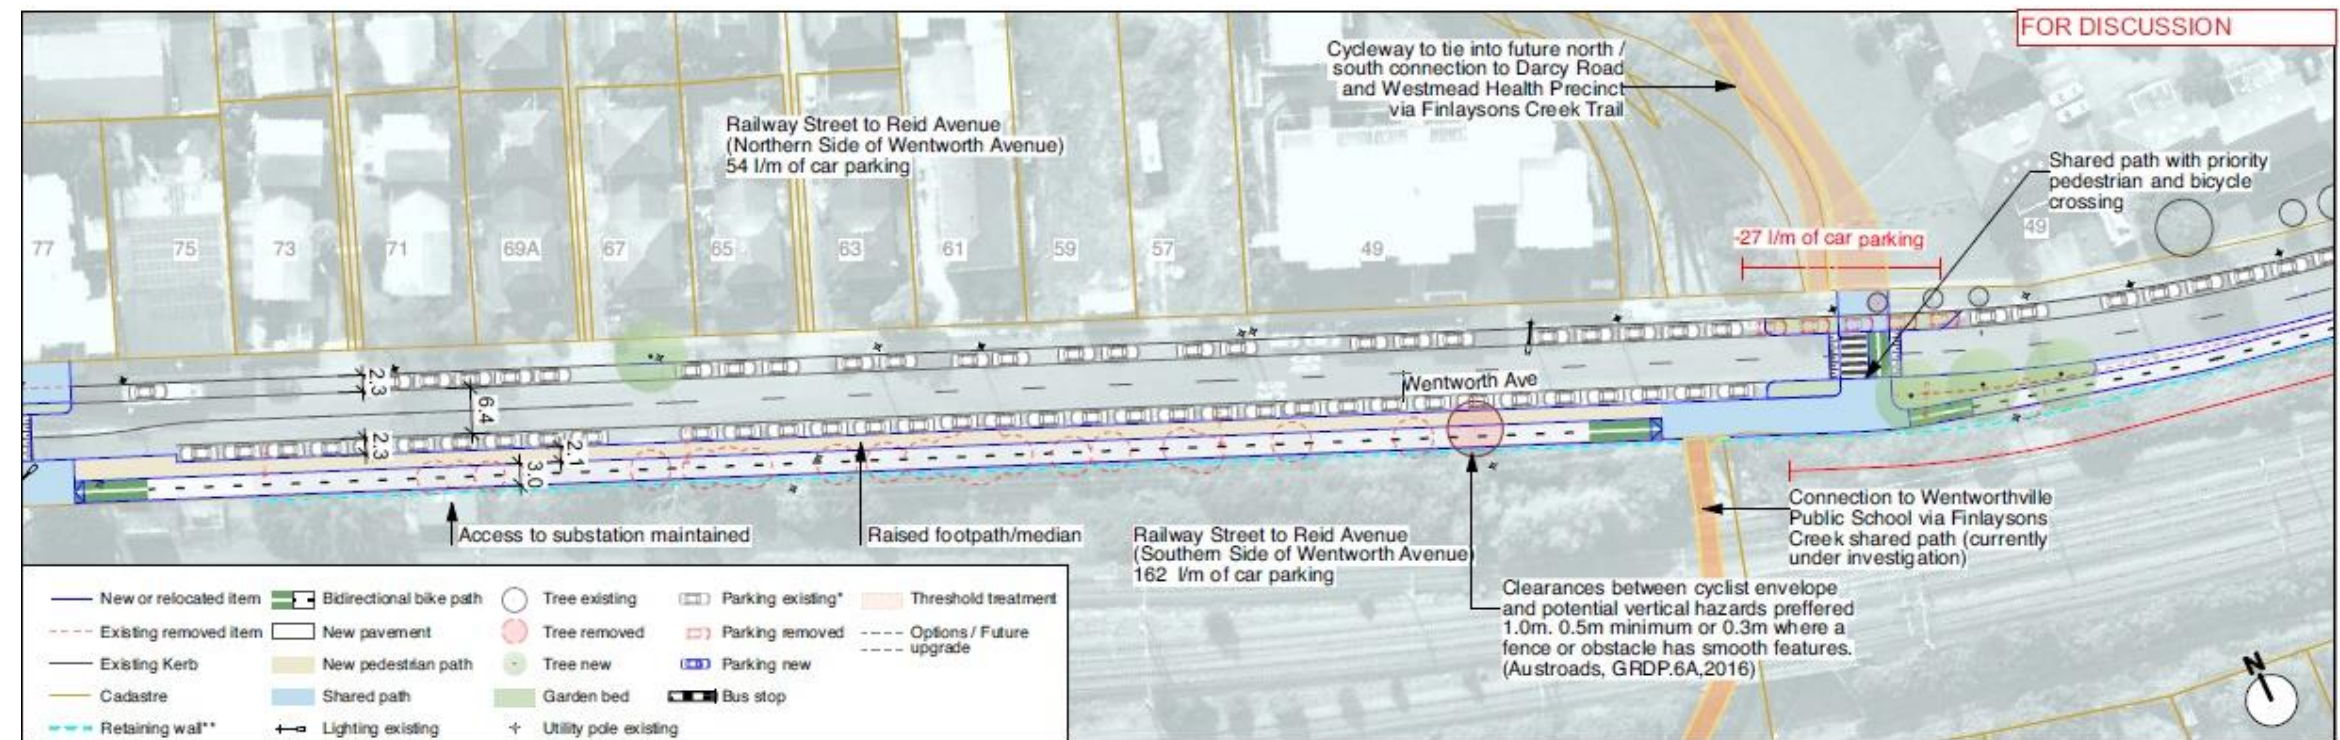 FOR DISCUSSION
Cycleway to tie into future north /
south connection to Darcy Road
and Westmead Health Precinct
via Finlaysons Creek Trail
Railway Street to Reid Avenue
(Northern Side of Wentworth Avenue)
54 l/m of car parking
Shared path with priority
pedestrian and bicycle
crossing
-27 l/m of car parking
77
75
73
71
69A
67
65
63
61
59
57
49
49
2.3
6.4
2.3
2.1
3.0
Wentworth Ave
Access to substation maintained
Raised footpath/median
Railway Street to Reid Avenue
(Southern Side of Wentworth Avenue)
162 l/m of car parking
Connection to Wentworthville
Public School via Finlaysons
Creek shared path (currently
under investigation)
Clearances between cyclist envelope
and potential vertical hazards preffered
1.0m. 0.5m minimum or 0.3m where a
fence or obstacle has smooth features.
(Austroads, GRDP.6A,2016)
New or relocated item
Existing removed item
Existing Kerb
Cadastre
Retaining wall**
Bidirectional bike path
New pavement
New pedestrian path
Shared path
Lighting existing
Tree existing
Tree removed
Tree new
Garden bed
Utility pole existing
Parking existing*
Parking removed
Parking new
Bus stop
Threshold treatment
Options / Future
upgrade
N